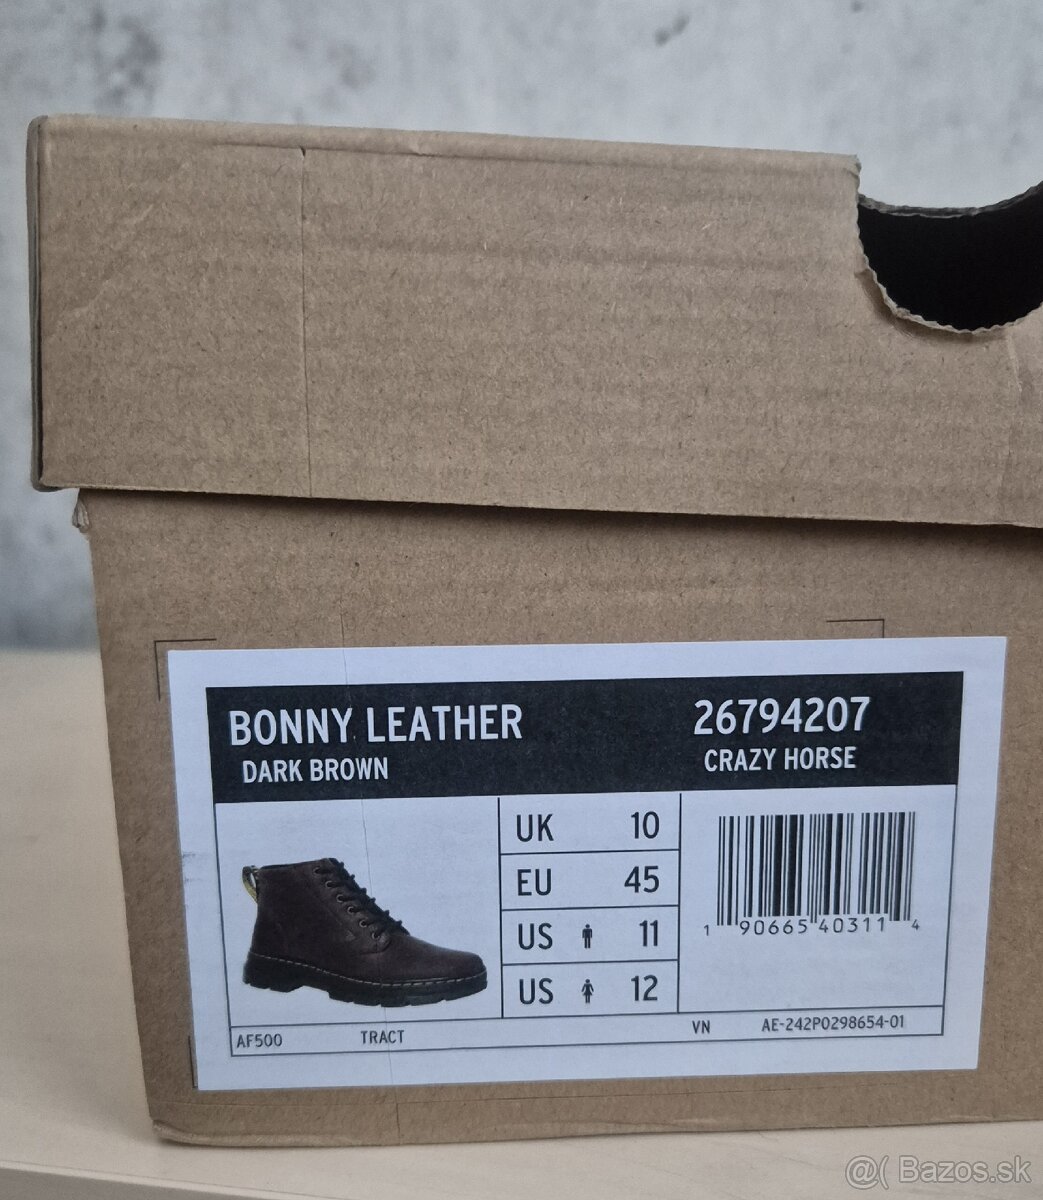 BONNY LEATHER 26794207
DARK BROWN CRAZY HORSE
UK 10
EU 45
US 11
US 12
1 90665 40311 4
AF500 TRACT VN AE-242P0298654-01
@( Bazos.sk